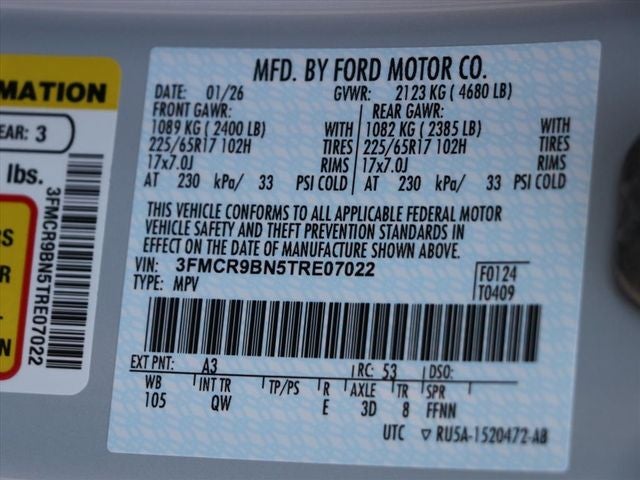 MATION
EAR: 3
lbs.
3FMCR9BN5TRE07022
MFD. BY FORD MOTOR CO.
DATE: 01/26 GVWR: 2123 KG ( 4680 LB)
FRONT GAWR: REAR GAWR:
1089 KG ( 2400 LB) WITH 1082 KG ( 2385 LB) WITH
225/65R17 102H TIRES 225/65R17 102H TIRES
17x7.0J RIMS 17x7.0J RIMS
AT 230 kPa/ 33 PSI COLD AT 230 kPa/ 33 PSI COLD
THIS VEHICLE CONFORMS TO ALL APPLICABLE FEDERAL MOTOR
VEHICLE SAFETY AND THEFT PREVENTION STANDARDS IN
EFFECT ON THE DATE OF MANUFACTURE SHOWN ABOVE.
VIN: 3FMCR9BN5TRE07022 F0124
TYPE: MPV T0409
EXT PNT: A3 RC: 53 DSO:
WB INT TR TP/PS R AXLE TR SPR
105 QW E 3D 8 FFNN
UTC ▽ RU5A-1520472-AB